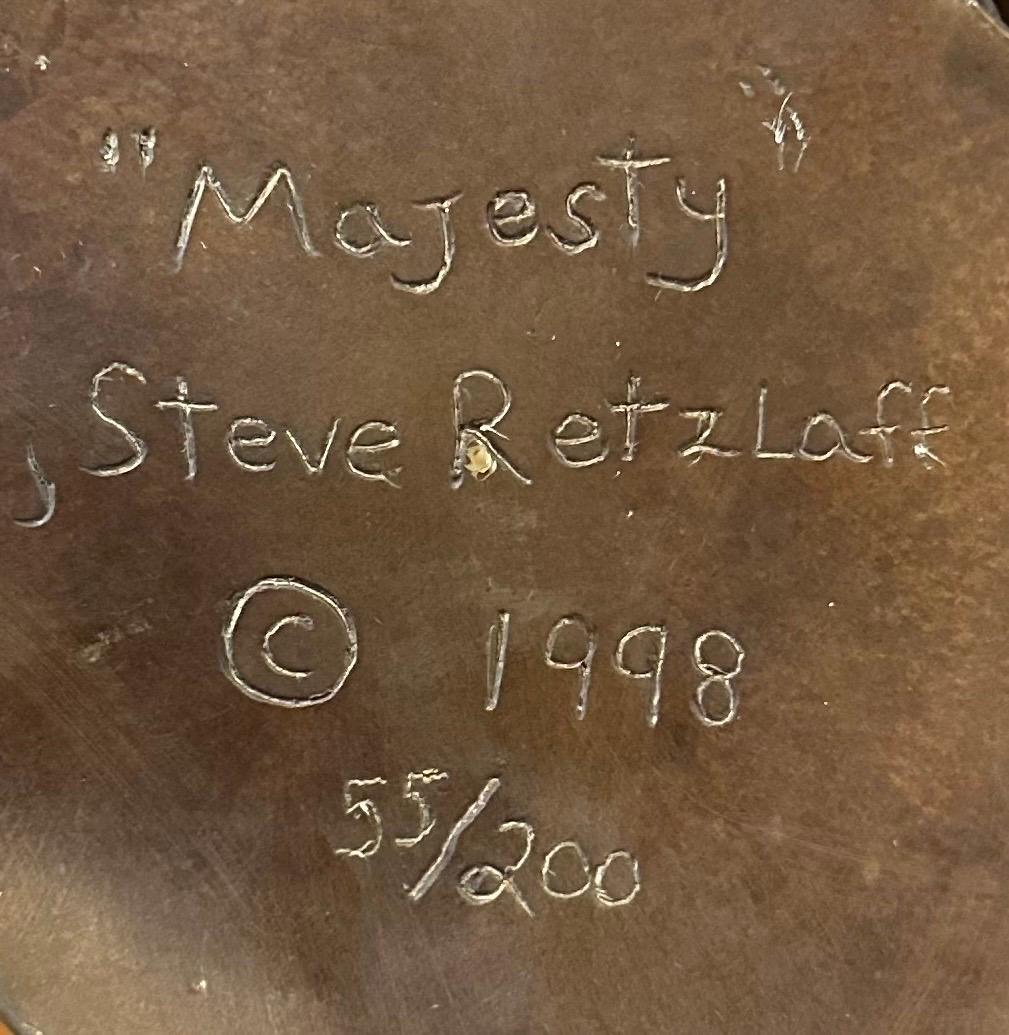 "Majesty"
Steve Retzlaff
© 1998
55/200